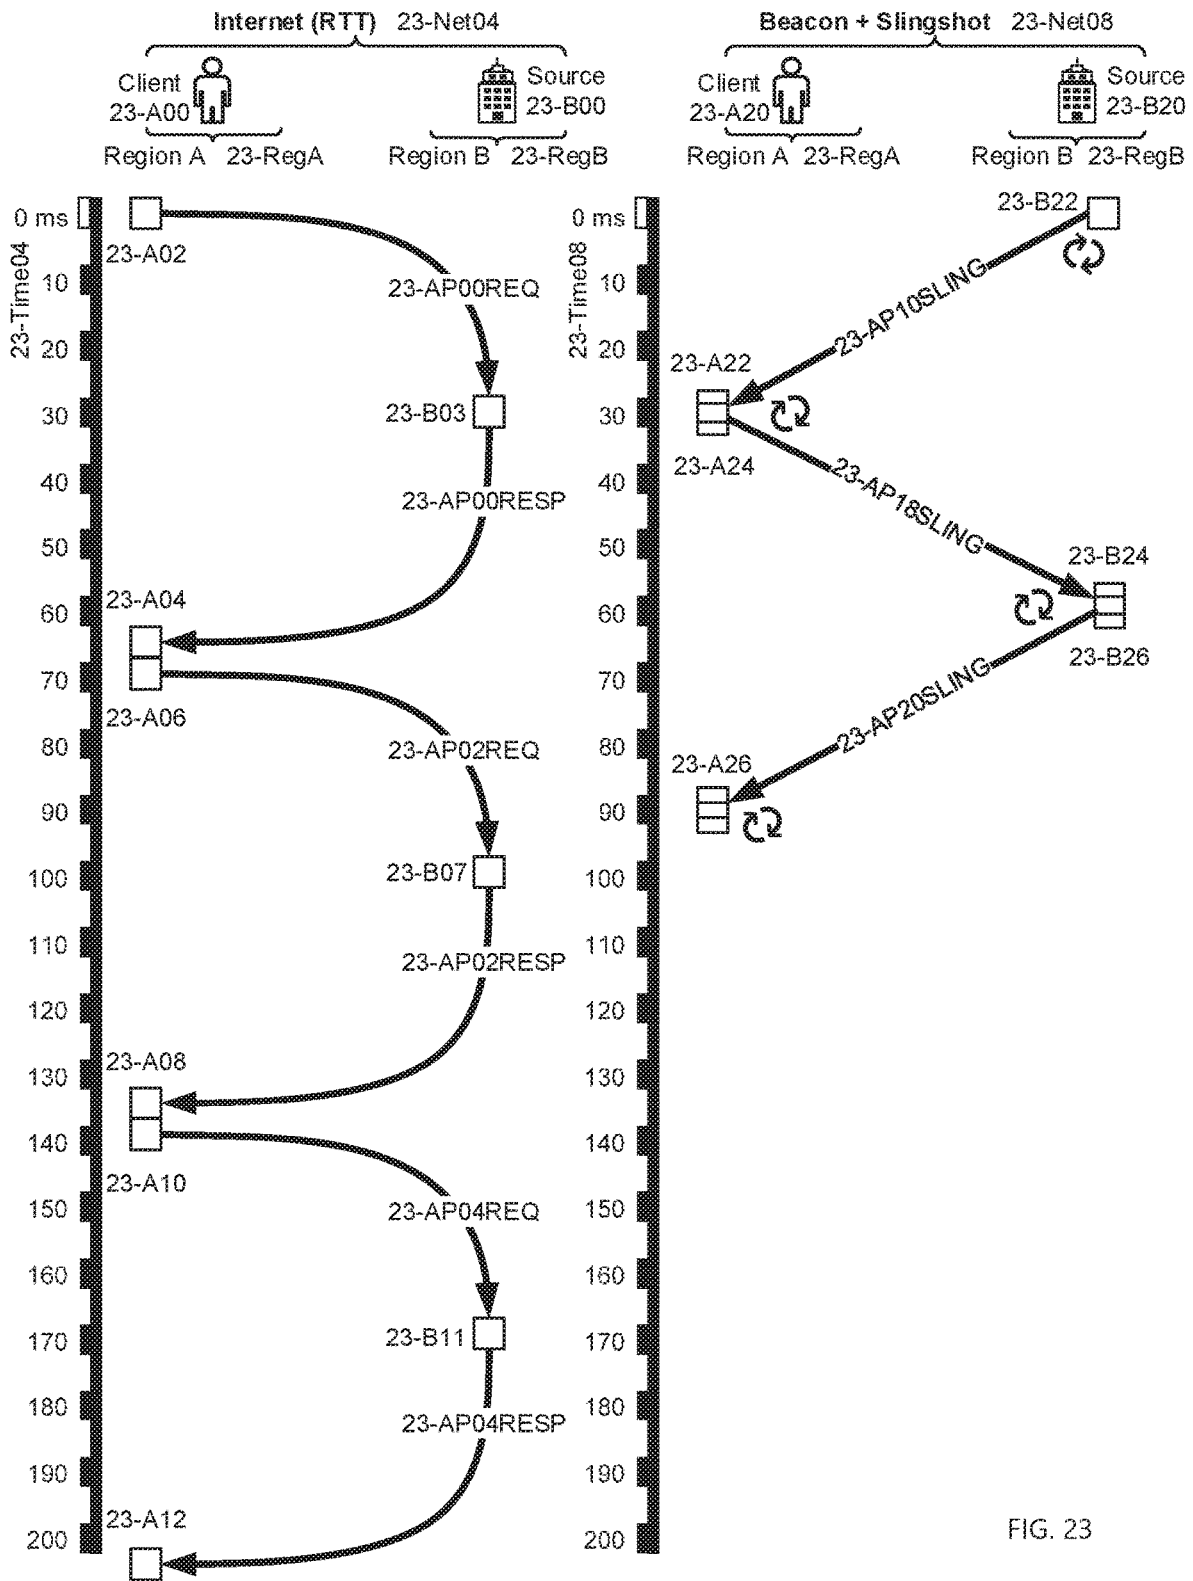 Internet (RTT) 23-Net04
Client
23-A00
Source
23-B00
Region A 23-RegA
Region B 23-RegB
23-Time04
0 ms
10
20
30
40
50
60
70
80
90
100
110
120
130
140
150
160
170
180
190
200
23-A02
23-AP00REQ
23-B03
23-AP00RESP
23-A04
23-A06
23-AP02REQ
23-B07
23-AP02RESP
23-A08
23-A10
23-AP04REQ
23-B11
23-AP04RESP
23-A12
Beacon + Slingshot 23-Net08
Client
23-A20
Source
23-B20
Region A 23-RegA
Region B 23-RegB
23-Time08
0 ms
10
20
30
40
50
60
70
80
90
100
110
120
130
140
150
160
170
180
190
200
23-B22
23-AP10SLING
23-A22
23-A24
23-AP18SLING
23-B24
23-B26
23-AP20SLING
23-A26
FIG. 23